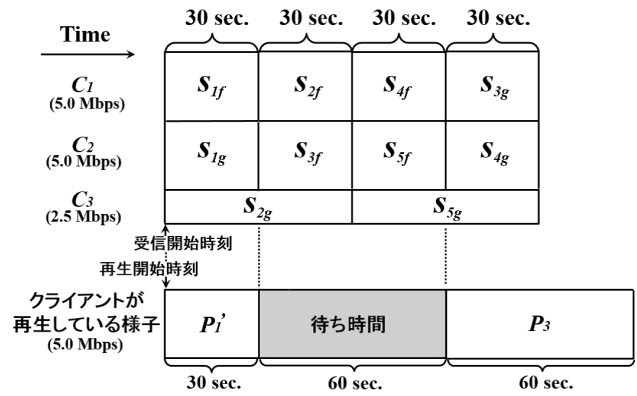 30 sec. 30 sec. 30 sec. 30 sec.
Time
C1 S1f S2f S4f S3g
(5.0 Mbps)
C2 S1g S3f S5f S4g
(5.0 Mbps)
C3 S2g S5g
(2.5 Mbps)
受信開始時刻
再生開始時刻
クライアントが
再生している様子
(5.0 Mbps)
P1' 待ち時間 P3
30 sec. 60 sec. 60 sec.